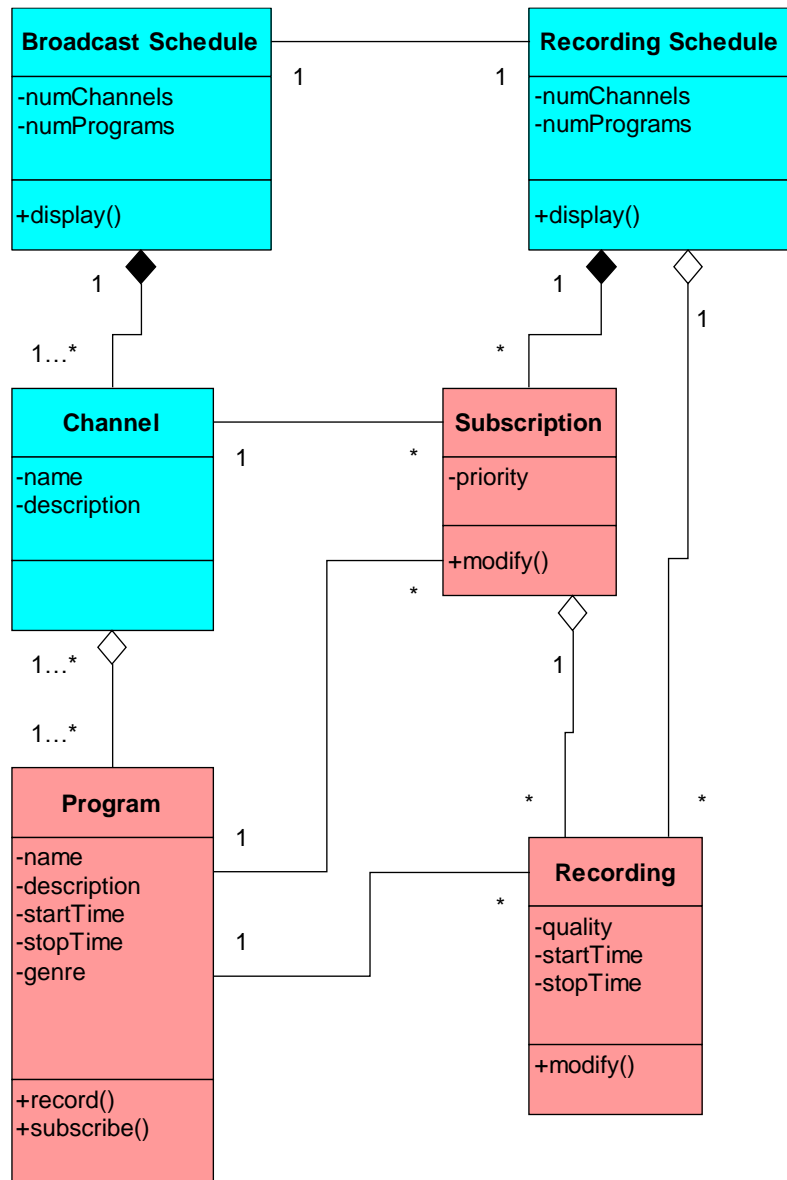 Broadcast Schedule
-numChannels
-numPrograms
+display()
1
1
Recording Schedule
-numChannels
-numPrograms
+display()
1
1…*
1
*
1
Channel
-name
-description
1
*
Subscription
-priority
+modify()
*
1…*
1…*
1
*
*
Program
-name
-description
-startTime
-stopTime
-genre
+record()
+subscribe()
1
1
*
Recording
-quality
-startTime
-stopTime
+modify()